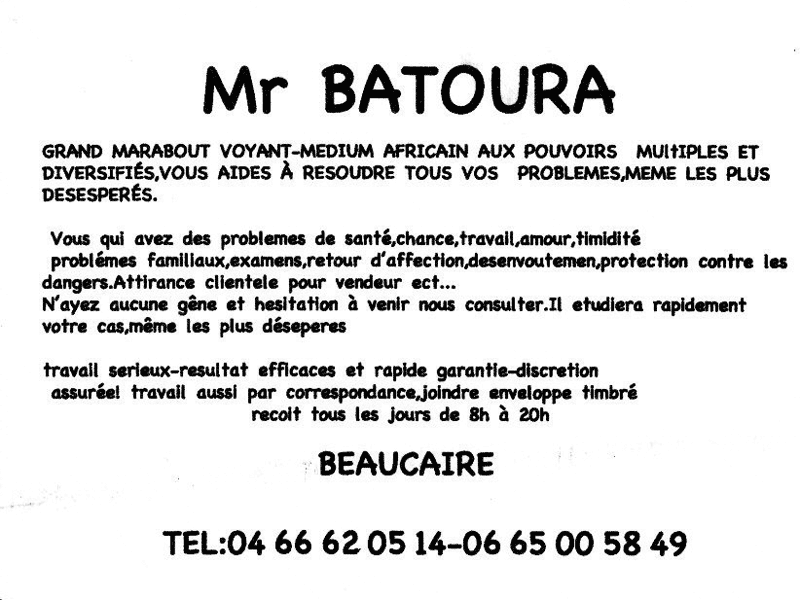 Mr BATOURA
GRAND MARABOUT VOYANT-MEDIUM AFRICAIN AUX POUVOIRS MUltIPLES ET
DIVERSIFIÉS,VOUS AIDES À RESOUDRE TOUS VOS PROBLEMES,MEME LES PLUS
DESESPERÉS.
Vous qui avez des problemes de santé,chance,travail,amour,timidité
problémes familiaux,examens,retour d'affection,desenvoutemen,protection contre les
dangers.Attirance clientele pour vendeur ect...
N'ayez aucune gêne et hesitation à venir nous consulter.Il etudiera rapidement
votre cas,même les plus déseperes
travail serieux-resultat efficaces et rapide garantie-discretion
assurée! travail aussi par correspondance,joindre enveloppe timbré
recoit tous les jours de 8h à 20h
BEAUCAIRE
TEL:04 66 62 05 14-06 65 00 58 49